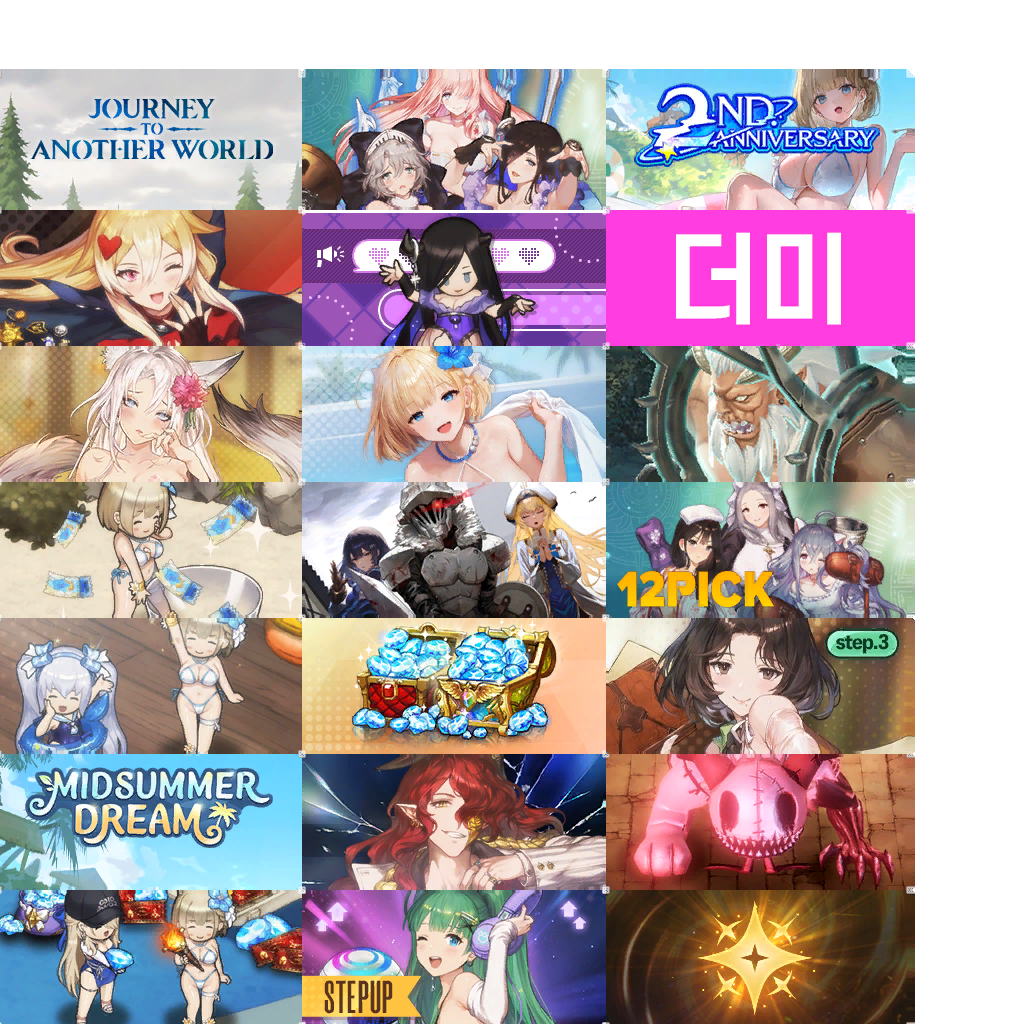 JOURNEY
TO
ANOTHER WORLD
2ND
ANNIVERSARY
더미
12PICK
step.3
MIDSUMMER
DREAM
STEPUP